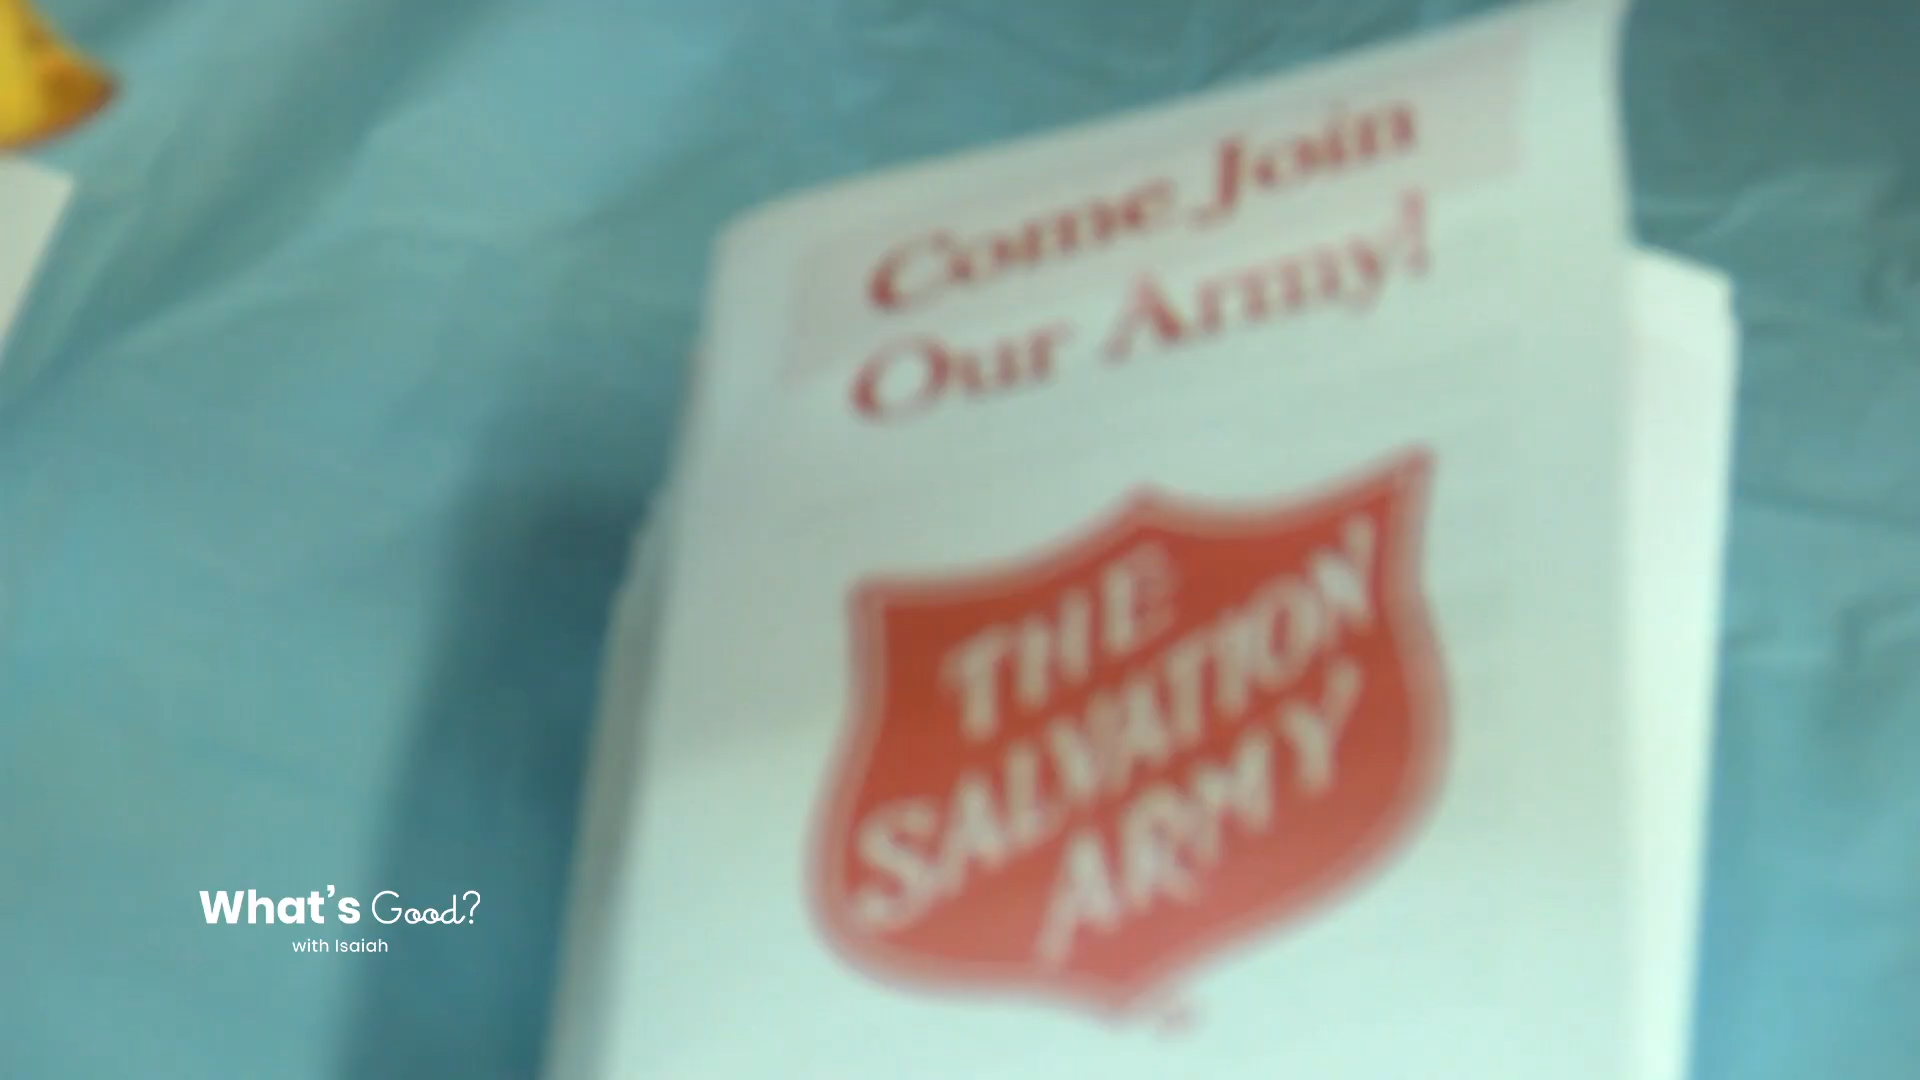 Come Join
Our Army!
THE
SALVATION
ARMY
What's Good?
with Isaiah